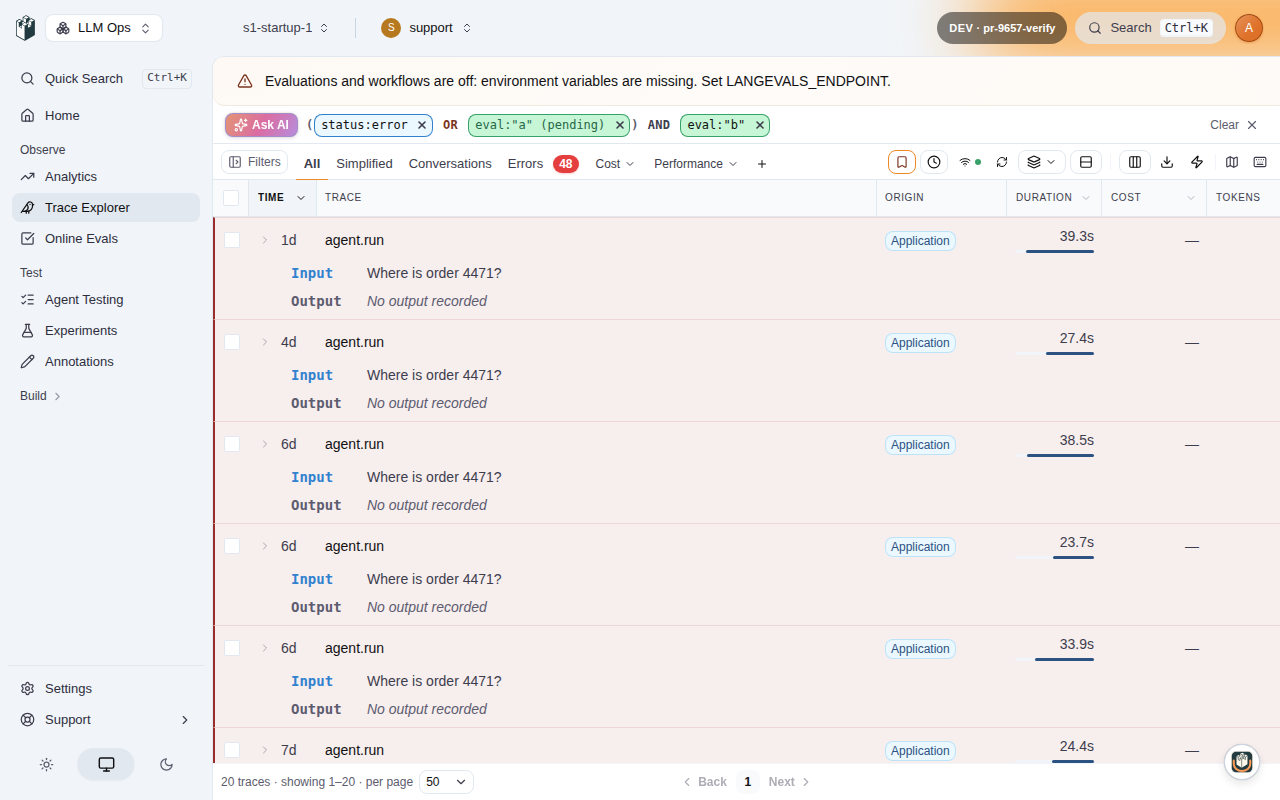 LLM Ops
s1-startup-1
S support
DEV · pr-9657-verify
Search Ctrl+K
A
Quick Search Ctrl+K
Home
Observe
Analytics
Trace Explorer
Online Evals
Test
Agent Testing
Experiments
Annotations
Build
Settings
Support
Evaluations and workflows are off: environment variables are missing. Set LANGEVALS_ENDPOINT.
Ask AI (status:error × OR eval:"a" (pending) ×) AND eval:"b" × Clear ×
Filters All Simplified Conversations Errors 48 Cost Performance +
TIME TRACE ORIGIN DURATION COST TOKENS
1d agent.run Application 39.3s —
Input Where is order 4471?
Output No output recorded
4d agent.run Application 27.4s —
Input Where is order 4471?
Output No output recorded
6d agent.run Application 38.5s —
Input Where is order 4471?
Output No output recorded
6d agent.run Application 23.7s —
Input Where is order 4471?
Output No output recorded
6d agent.run Application 33.9s —
Input Where is order 4471?
Output No output recorded
7d agent.run Application 24.4s —
20 traces · showing 1–20 · per page 50 Back 1 Next